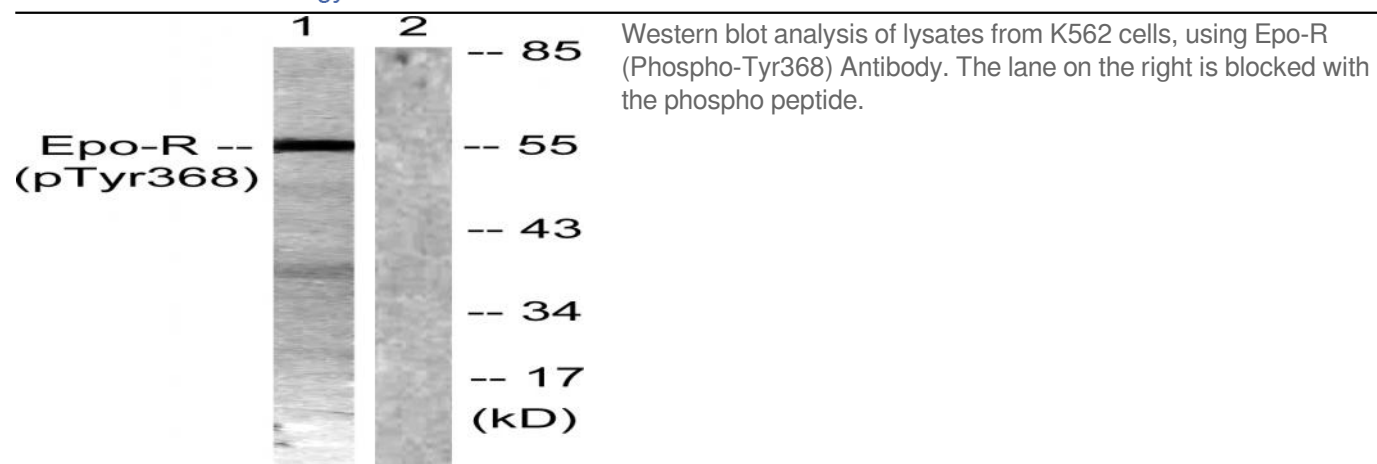 1 2
-- 85
Epo-R --
(pTyr368)
-- 55
-- 43
-- 34
-- 17
(kD)
Western blot analysis of lysates from K562 cells, using Epo-R
(Phospho-Tyr368) Antibody. The lane on the right is blocked with
the phospho peptide.